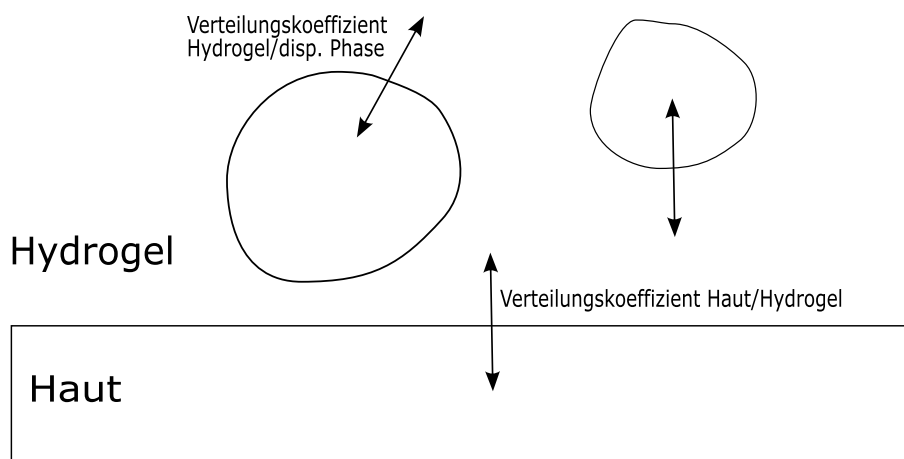 Verteilungskoeffizient
Hydrogel/disp. Phase
Hydrogel
Verteilungskoeffizient Haut/Hydrogel
Haut